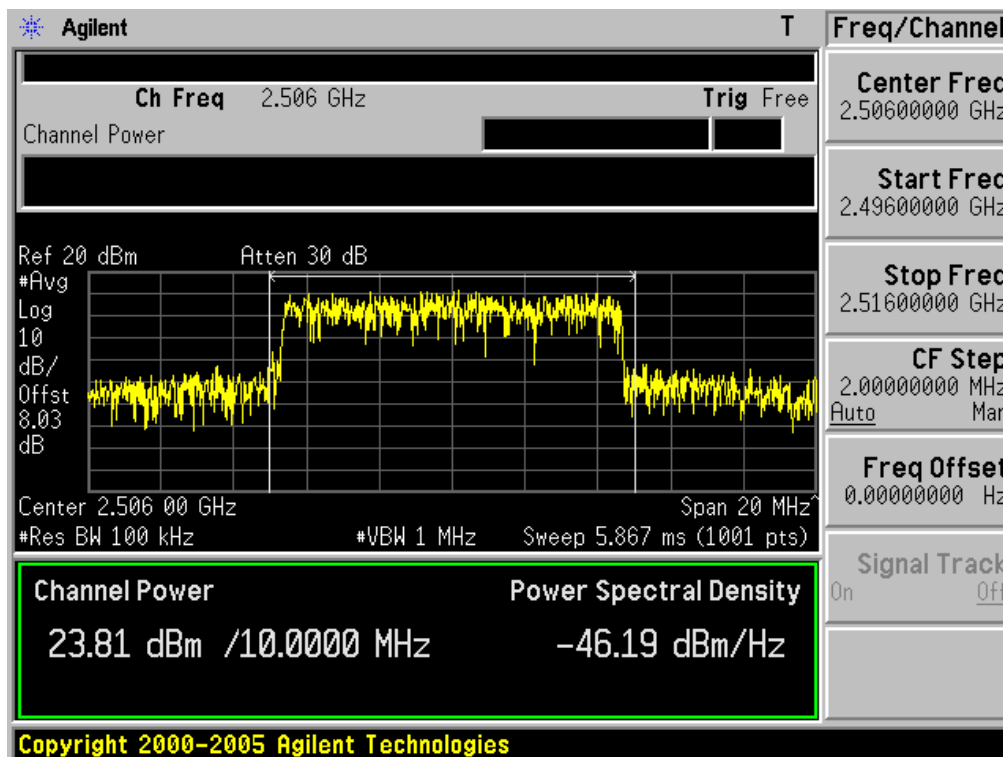 Agilent T
Freq/Channel
Ch Freq 2.506 GHz Trig Free
Channel Power
Ref 20 dBm Atten 30 dB
#Avg
Log
10
dB/
Offst
8.03
dB
Center 2.506 00 GHz Span 20 MHz^
#Res BW 100 kHz #VBW 1 MHz Sweep 5.867 ms (1001 pts)
Channel Power Power Spectral Density
23.81 dBm /10.0000 MHz -46.19 dBm/Hz
Copyright 2000-2005 Agilent Technologies
Center Freq
2.50600000 GHz
Start Freq
2.49600000 GHz
Stop Freq
2.51600000 GHz
CF Step
2.00000000 MHz
Auto Man
Freq Offset
0.00000000 Hz
Signal Track
On Off